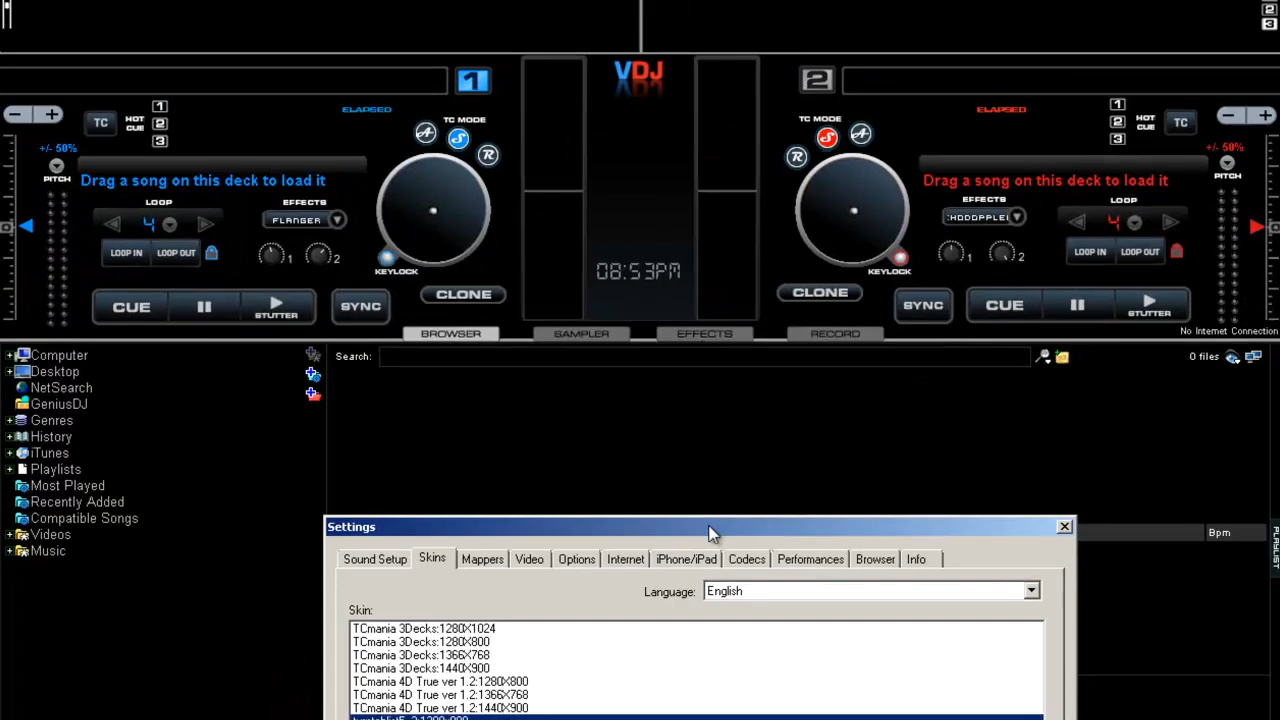 2
3
1
VDJ
2
TC
HOT CUE
1
2
3
ELAPSED
TC MODE
A
S
R
ELAPSED
TC MODE
S
A
R
1
2
3
HOT CUE
TC
+/- 50%
PITCH
Drag a song on this deck to load it
LOOP
4
EFFECTS
FLANGER
LOOP IN
LOOP OUT
1
2
KEYLOCK
CUE
STUTTER
SYNC
CLONE
08:53PM
+/- 50%
PITCH
Drag a song on this deck to load it
EFFECTS
LOOP
4
1
2
LOOP IN
LOOP OUT
KEYLOCK
CLONE
SYNC
CUE
STUTTER
BROWSER
SAMPLER
EFFECTS
RECORD
No Internet Connection
Computer
Desktop
NetSearch
GeniusDJ
Genres
History
iTunes
Playlists
Most Played
Recently Added
Compatible Songs
Videos
Music
Search:
0 files
Bpm
PLAYLIST
Settings
Sound Setup
Skins
Mappers
Video
Options
Internet
iPhone/iPad
Codecs
Performances
Browser
Info
Language:
English
Skin:
TCmania 3Decks:1280X1024
TCmania 3Decks:1280X800
TCmania 3Decks:1366X768
TCmania 3Decks:1440X900
TCmania 4D True ver 1.2:1280X800
TCmania 4D True ver 1.2:1366X768
TCmania 4D True ver 1.2:1440X900